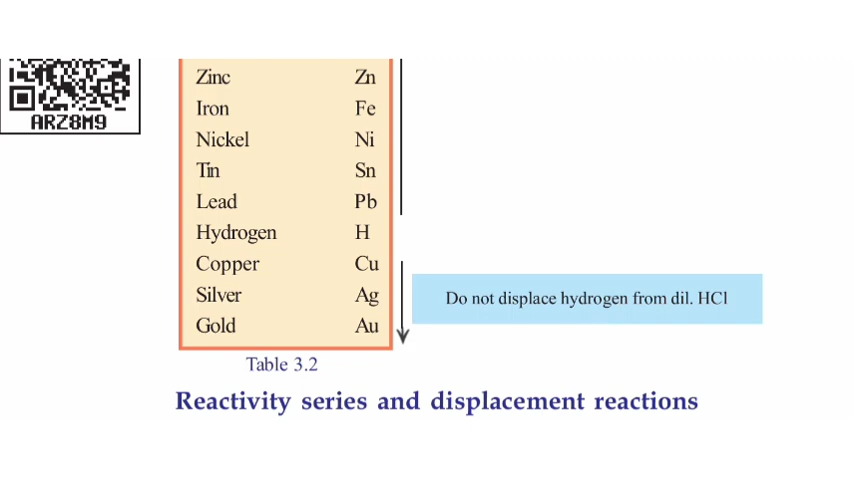 Zinc Zn
Iron Fe
Nickel Ni
Tin Sn
Lead Pb
Hydrogen H
Copper Cu
Silver Ag
Gold Au
Do not displace hydrogen from dil. HCl
Table 3.2
Reactivity series and displacement reactions
ARZ8M9